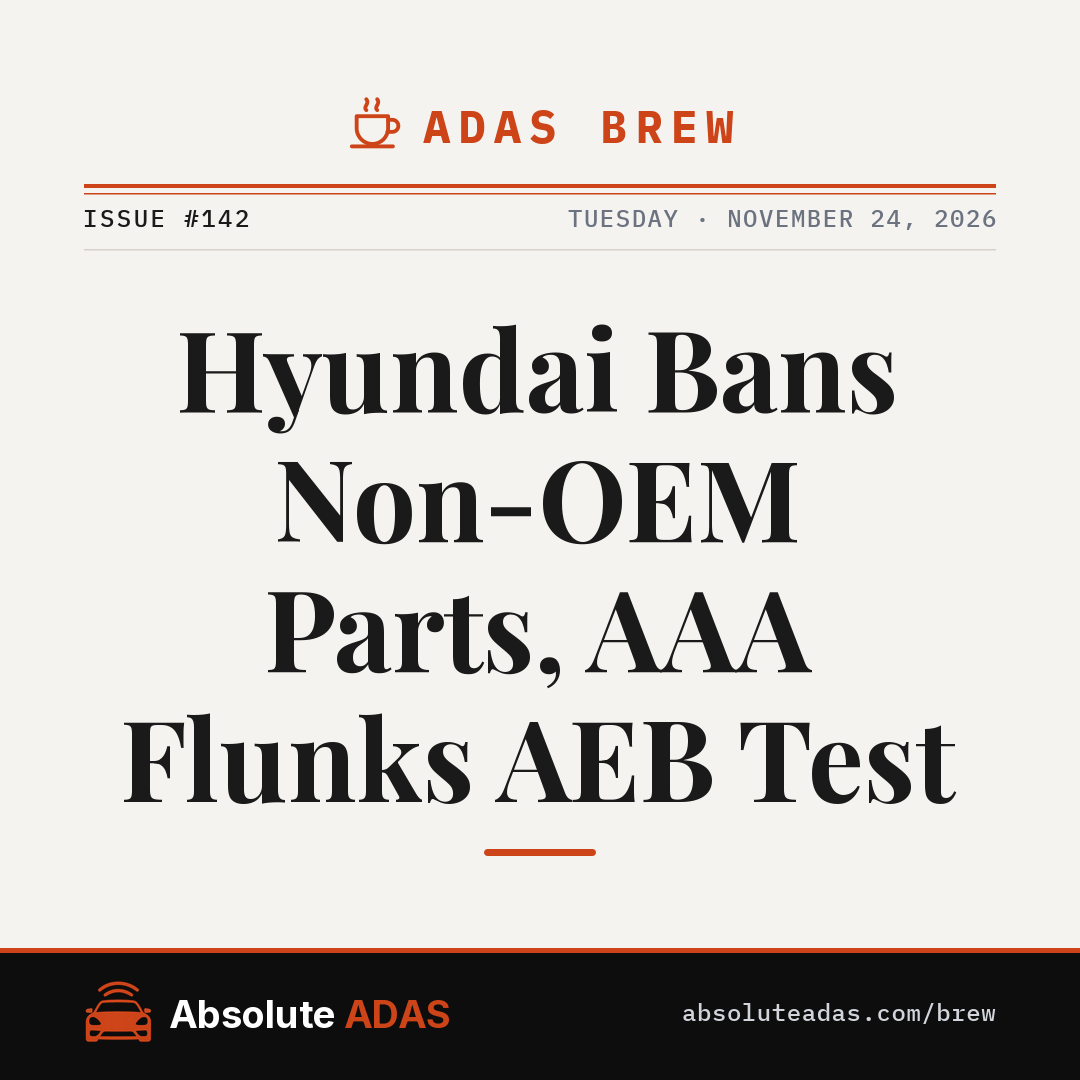 ADAS BREW
ISSUE #142
TUESDAY · NOVEMBER 24, 2026
Hyundai Bans
Non-OEM
Parts, AAA
Flunks AEB Test
Absolute ADAS
absoluteadas.com/brew